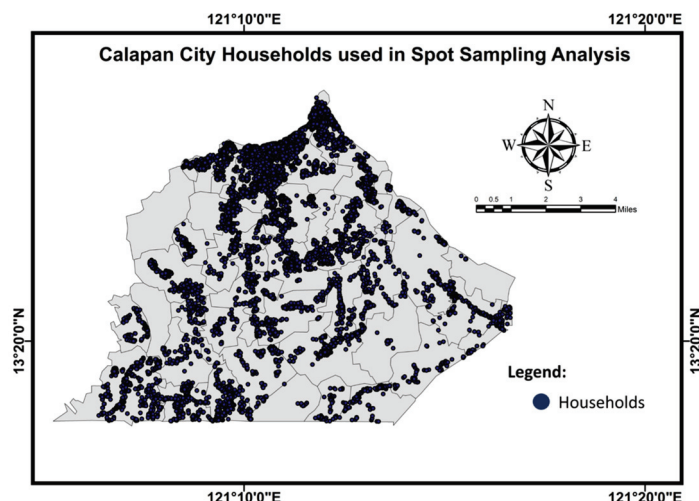 121°10'0"E 121°20'0"E
Calapan City Households used in Spot Sampling Analysis
N
W E
S
0 0.5 1 2 3 4
Miles
13°20'0"N 13°20'0"N
Legend:
Households
121°10'0"E 121°20'0"E